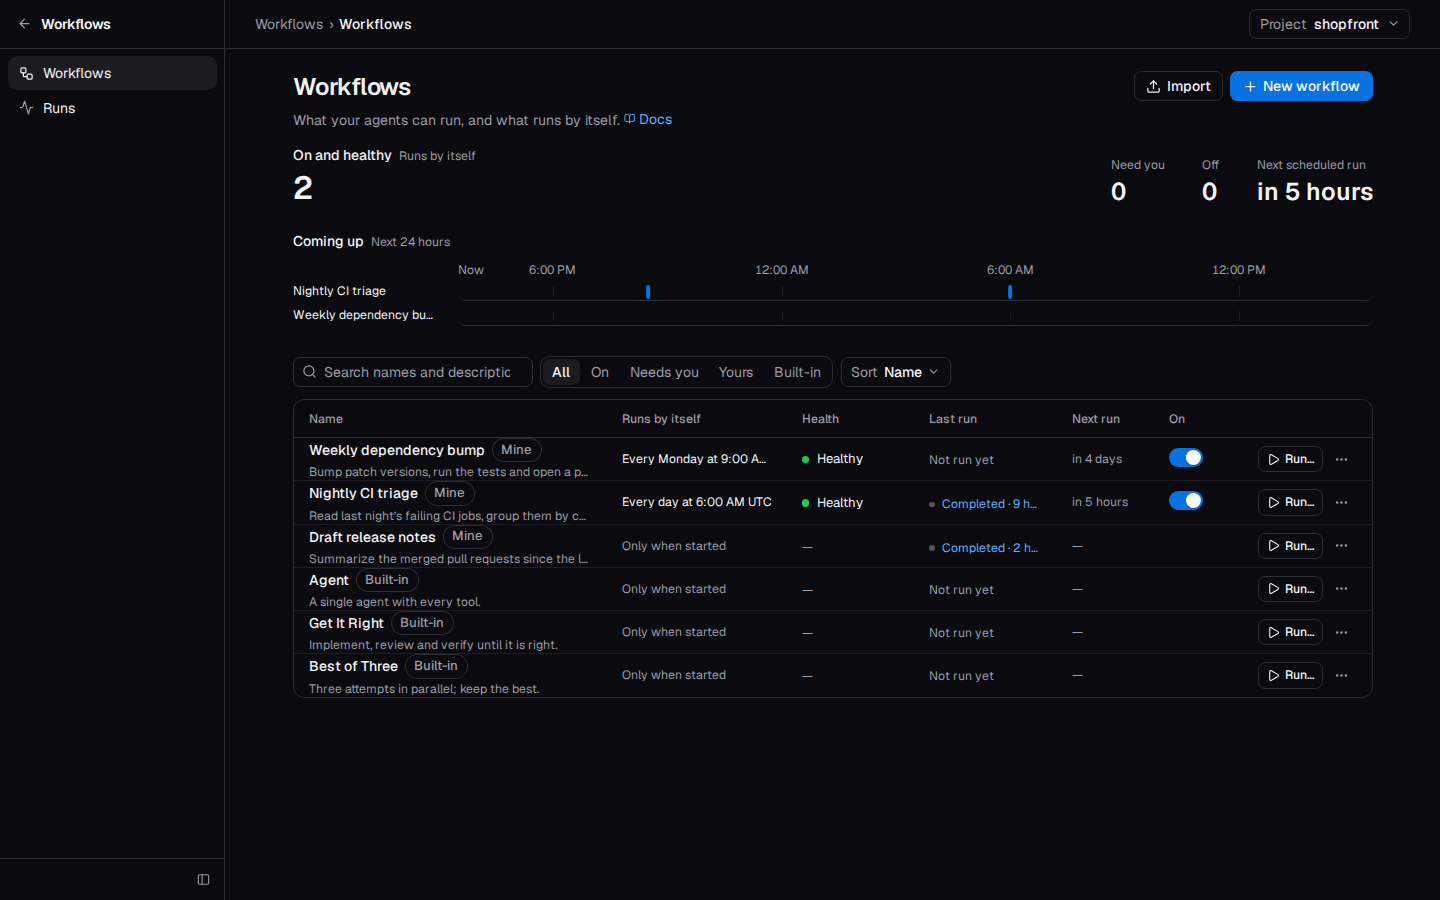 Workflows
Workflows › Workflows
Project shopfront
Workflows
Runs
Workflows
Import
New workflow
What your agents can run, and what runs by itself. Docs
On and healthy Runs by itself
2
Need you
0
Off
0
Next scheduled run
in 5 hours
Coming up Next 24 hours
Now 6:00 PM 12:00 AM 6:00 AM 12:00 PM
Nightly CI triage
Weekly dependency bu...
Search names and descriptic
All On Needs you Yours Built-in
Sort Name
Name Runs by itself Health Last run Next run On
Weekly dependency bump Mine
Bump patch versions, run the tests and open a p...
Every Monday at 9:00 A... Healthy Not run yet in 4 days Run...
Nightly CI triage Mine
Read last night's failing CI jobs, group them by c...
Every day at 6:00 AM UTC Healthy Completed · 9 h... in 5 hours Run...
Draft release notes Mine
Summarize the merged pull requests since the l...
Only when started — Completed · 2 h... — Run...
Agent Built-in
A single agent with every tool.
Only when started — Not run yet — Run...
Get It Right Built-in
Implement, review and verify until it is right.
Only when started — Not run yet — Run...
Best of Three Built-in
Three attempts in parallel; keep the best.
Only when started — Not run yet — Run...